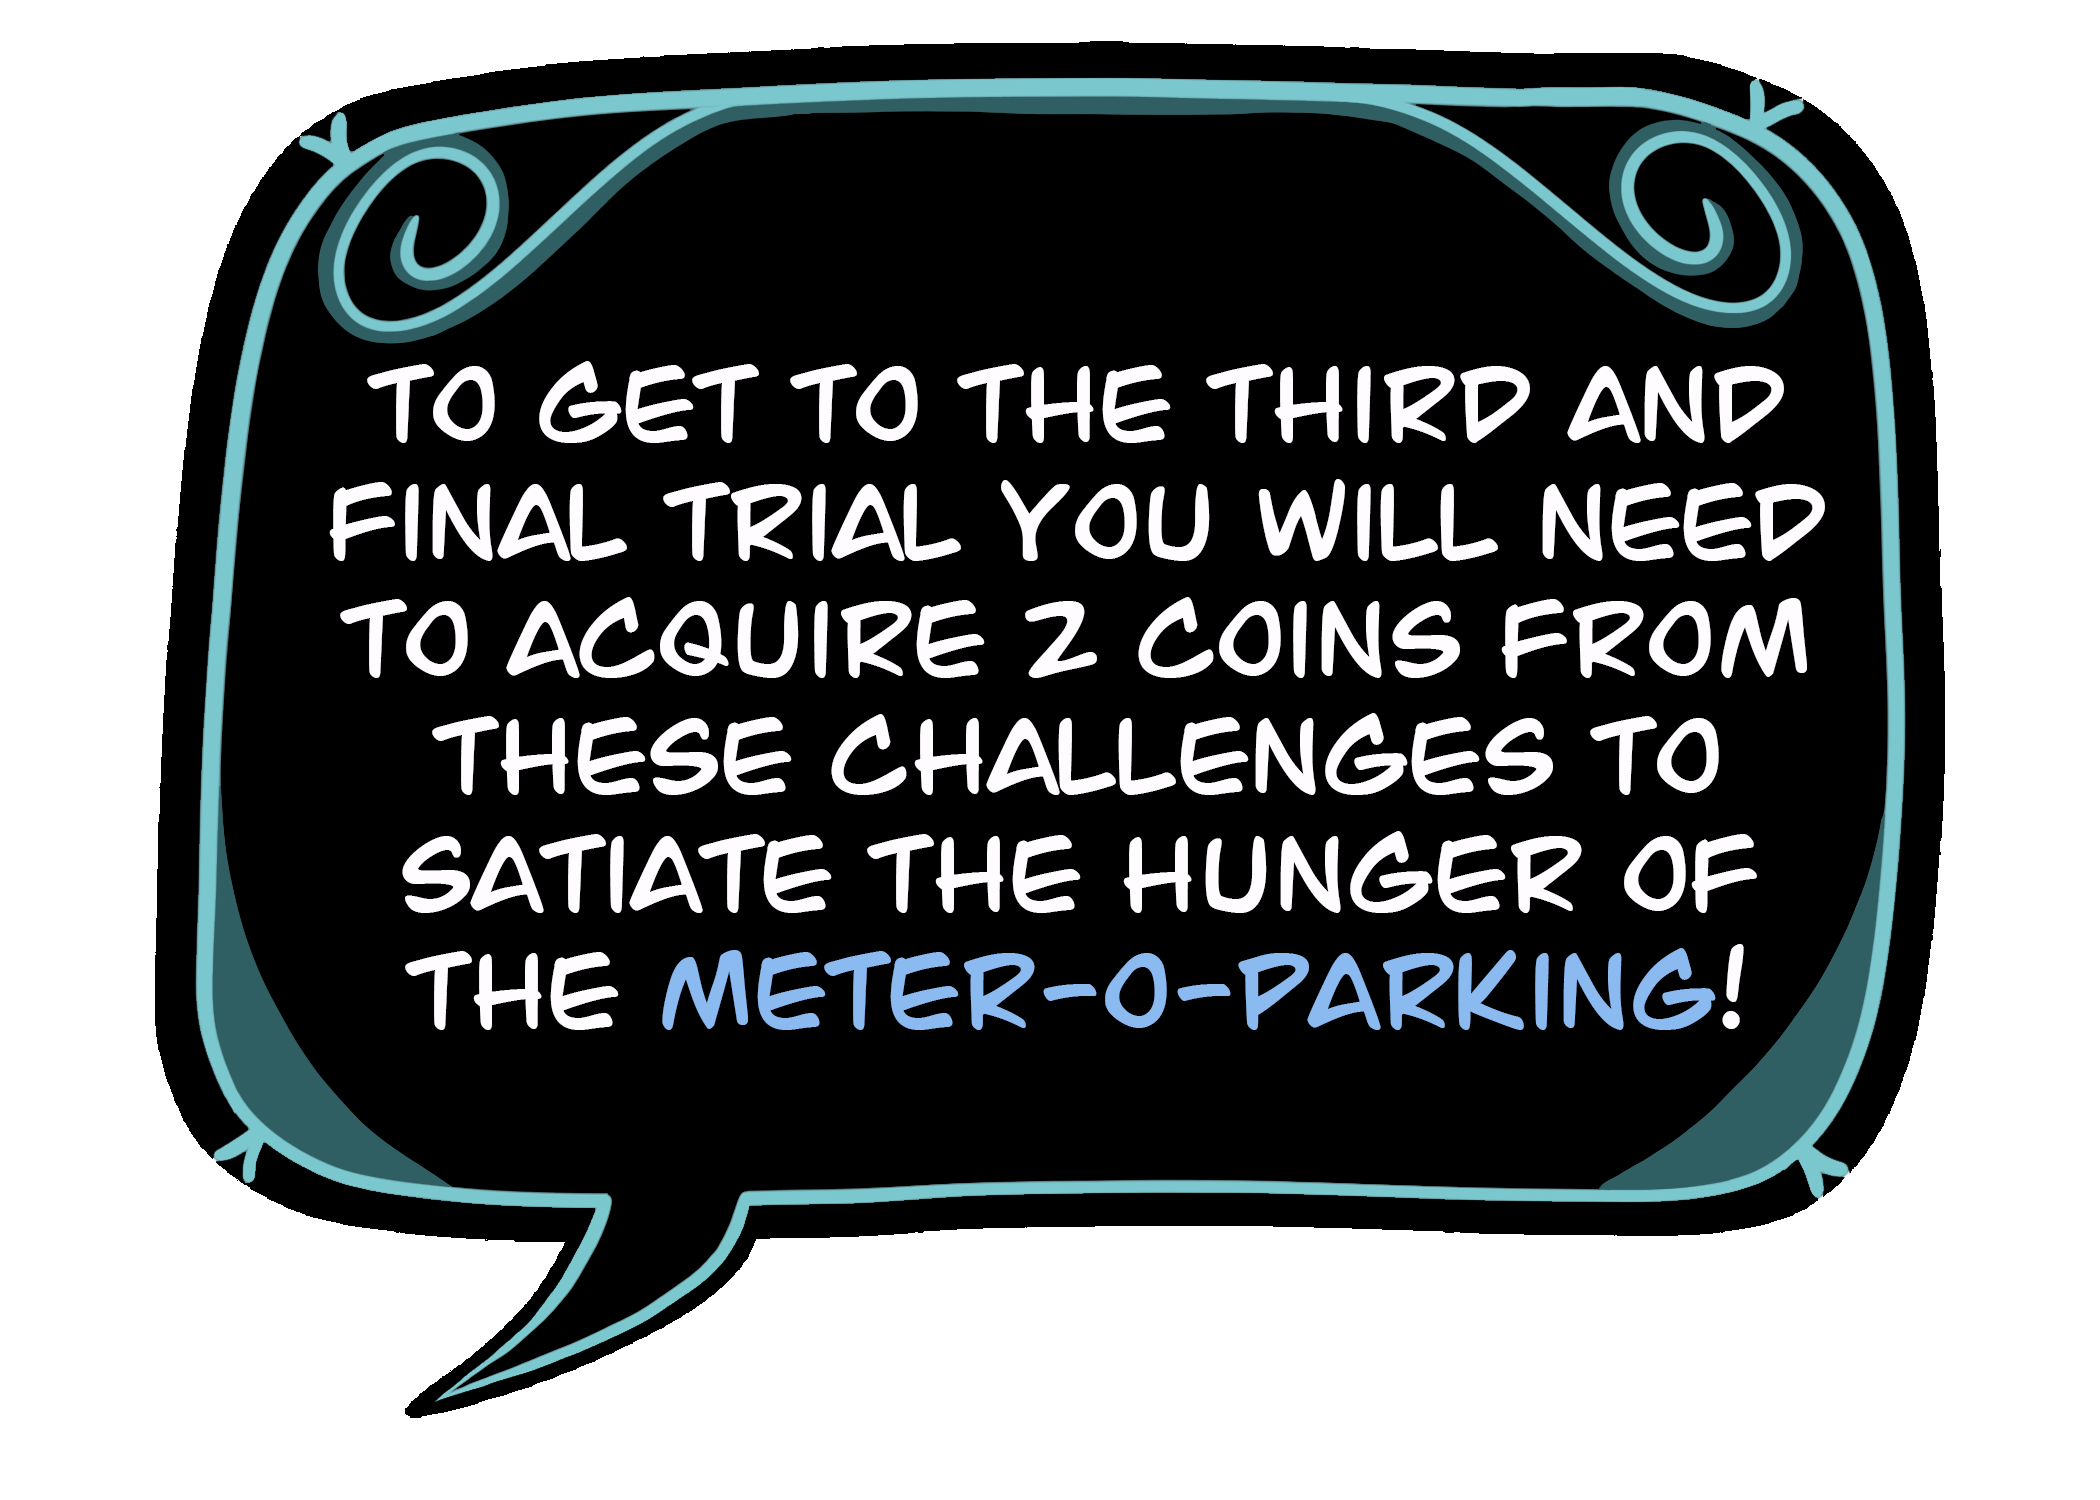 TO GET TO THE THIRD AND
FINAL TRIAL YOU WILL NEED
TO ACQUIRE 2 COINS FROM
THESE CHALLENGES TO
SATIATE THE HUNGER OF
THE METER-O-PARKING!